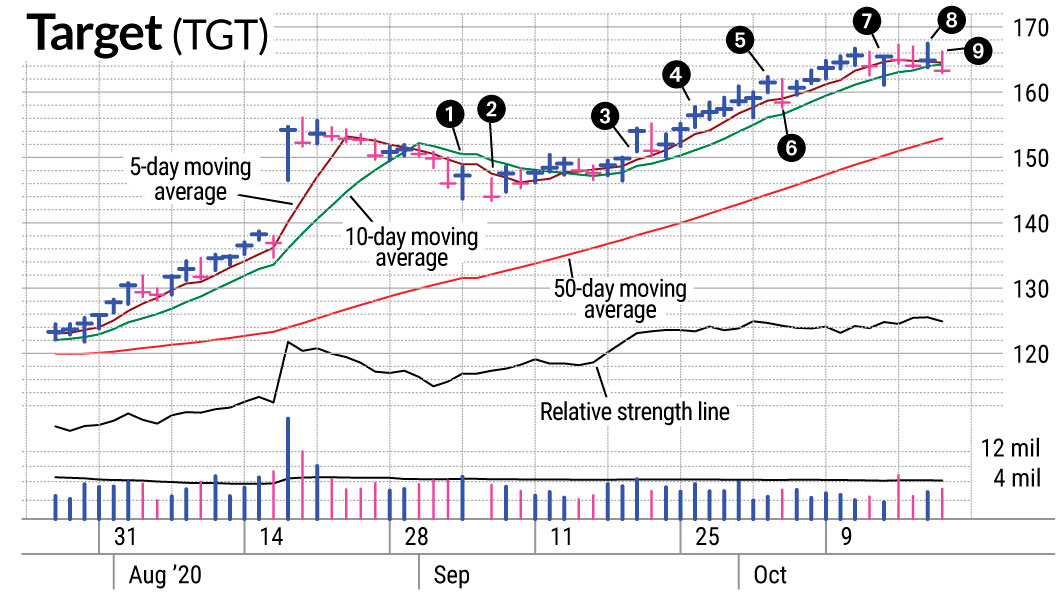 Target (TGT)
7
8
170
5
9
4
160
1
2
3
6
150
5-day moving
average
140
10-day moving
average
50-day moving
average
130
120
Relative strength line
12 mil
4 mil
31
14
28
11
25
9
Aug ’20
Sep
Oct